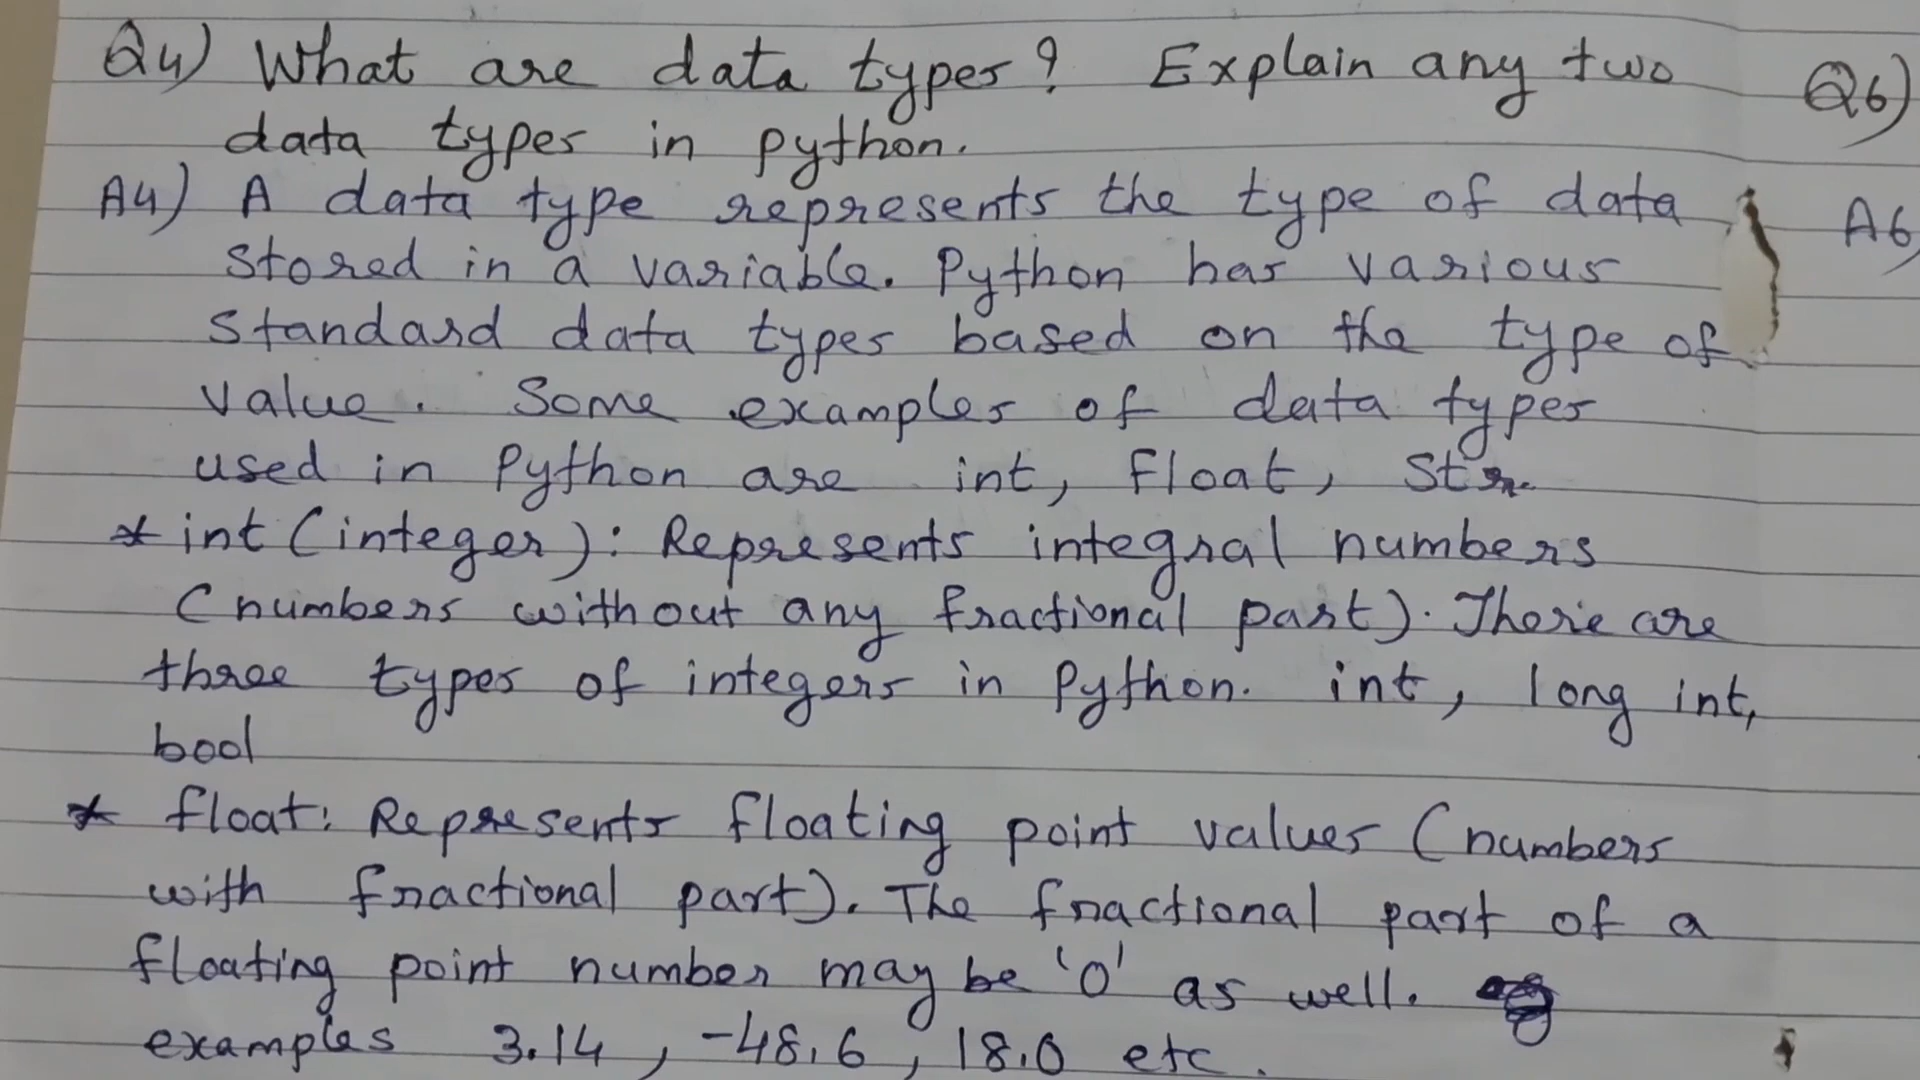 Q4) What are data types? Explain any two
data types in python.
A4) A data type represents the type of data
stored in a variable. Python has various
standard data types based on the type of
value. Some examples of data types
used in Python are int, float, str.
* int (integer): Represents integral numbers
(numbers without any fractional part). There are
three types of integers in Python. int, long int,
bool
* float: Represents floating point values (numbers
with fractional part). The fractional part of a
floating point number may be '0' as well.
examples 3.14, -48.6, 18.0 etc.
Q6)
A6)